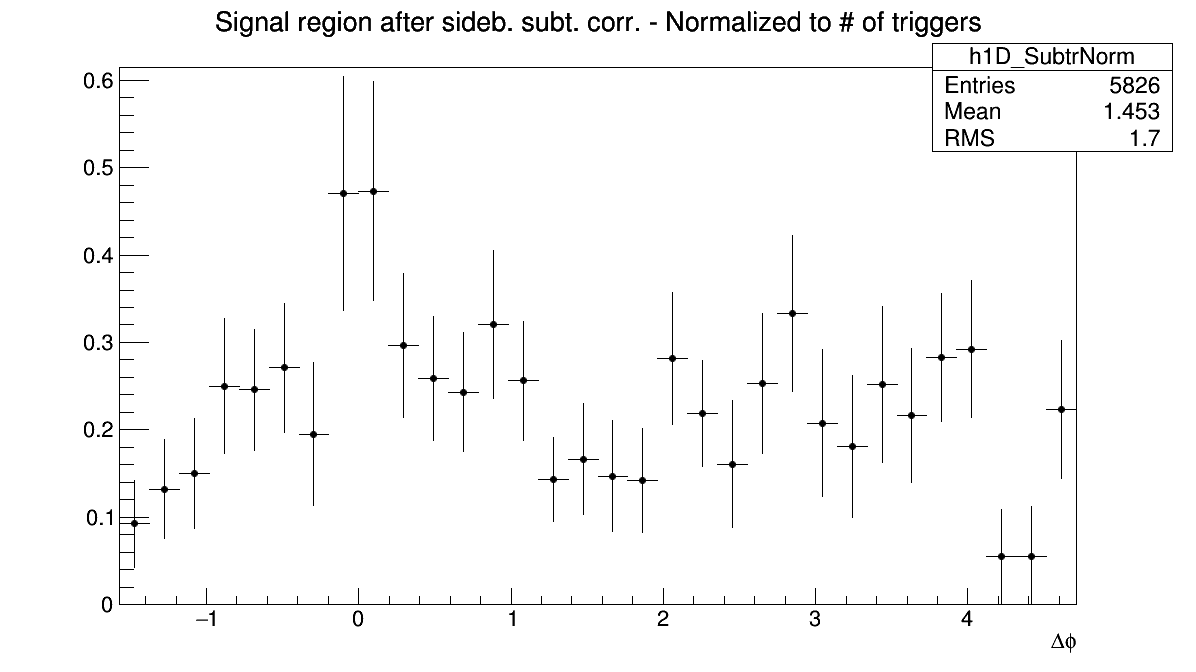 Signal region after sideb. subt. corr. - Normalized to # of triggers
h1D_SubtrNorm
Entries 5826
Mean 1.453
RMS 1.7
0.6
0.5
0.4
0.3
0.2
0.1
0
−1 0 1 2 3 4
Δϕ